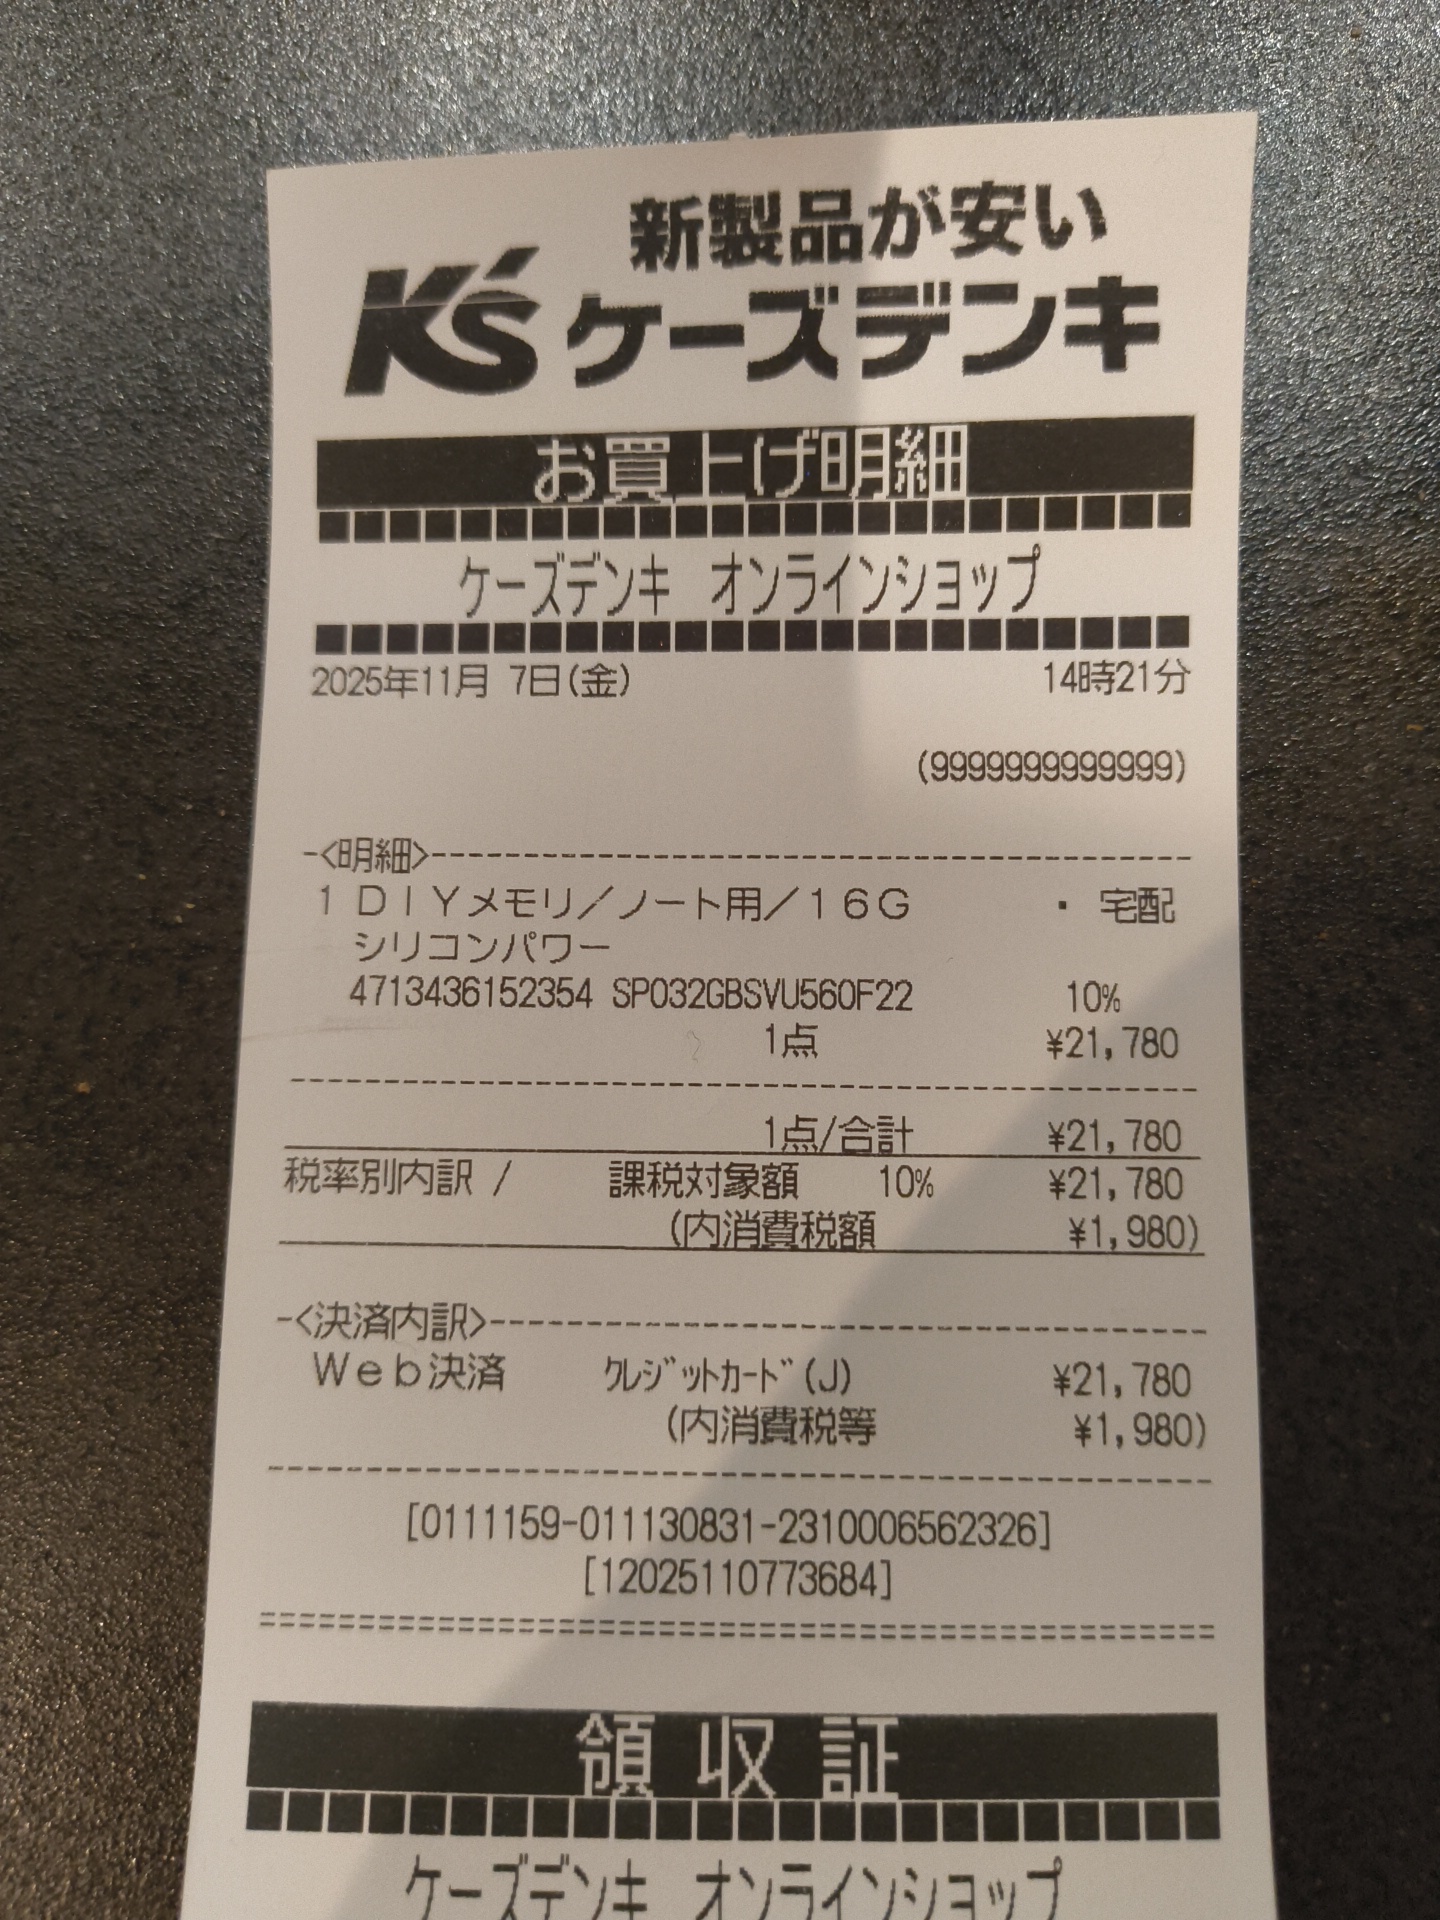 新製品が安い
K's ケーズデンキ
お買上げ明細
ケーズデンキ オンラインショップ
2025年11月 7日(金) 14時21分
(9999999999999)
-<明細>------------------------------------------
1 DIYメモリ/ノート用/16G ・ 宅配
シリコンパワー
4713436152354 SP032GBSVU560F22 10%
1点 ¥21,780
1点/合計 ¥21,780
税率別内訳 / 課税対象額 10% ¥21,780
(内消費税額 ¥1,980)
-<決済内訳>----------------------------------------
Web決済 クレジットカード(J) ¥21,780
(内消費税等 ¥1,980)
[0111159-011130831-2310006562326]
[12025110773684]
領収証
ケーズデンキ オンラインショップ